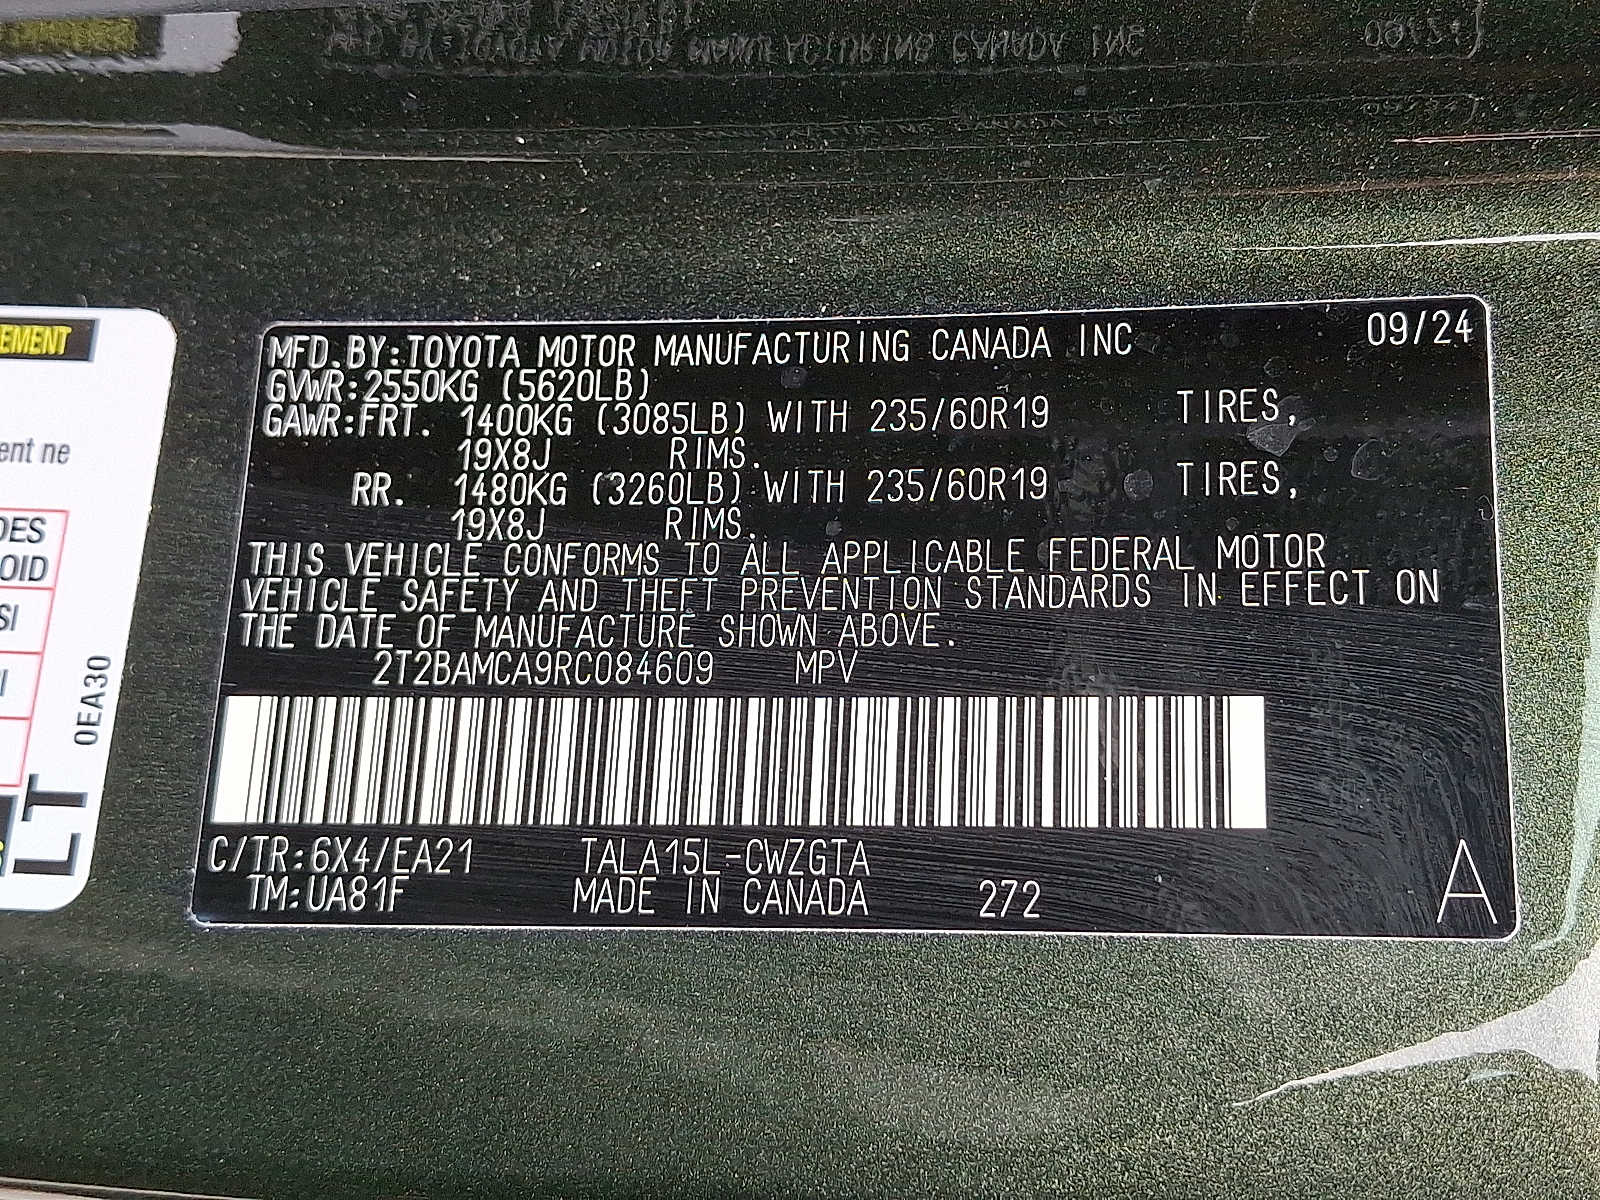 MFD.BY:TOYOTA MOTOR MANUFACTURING CANADA INC 09/24
GVWR:2550KG (5620LB)
GAWR:FRT. 1400KG (3085LB) WITH 235/60R19 TIRES,
19X8J RIMS.
RR. 1480KG (3260LB) WITH 235/60R19 TIRES,
19X8J RIMS.
THIS VEHICLE CONFORMS TO ALL APPLICABLE FEDERAL MOTOR
VEHICLE SAFETY AND THEFT PREVENTION STANDARDS IN EFFECT ON
THE DATE OF MANUFACTURE SHOWN ABOVE.
2T2BAMCA9RC084609 MPV
C/TR:6X4/EA21 TALA15L-CWZGTA
TM:UA81F MADE IN CANADA 272
A
EMENT
ent ne
DES
OID
SI
I
0EA30
LT